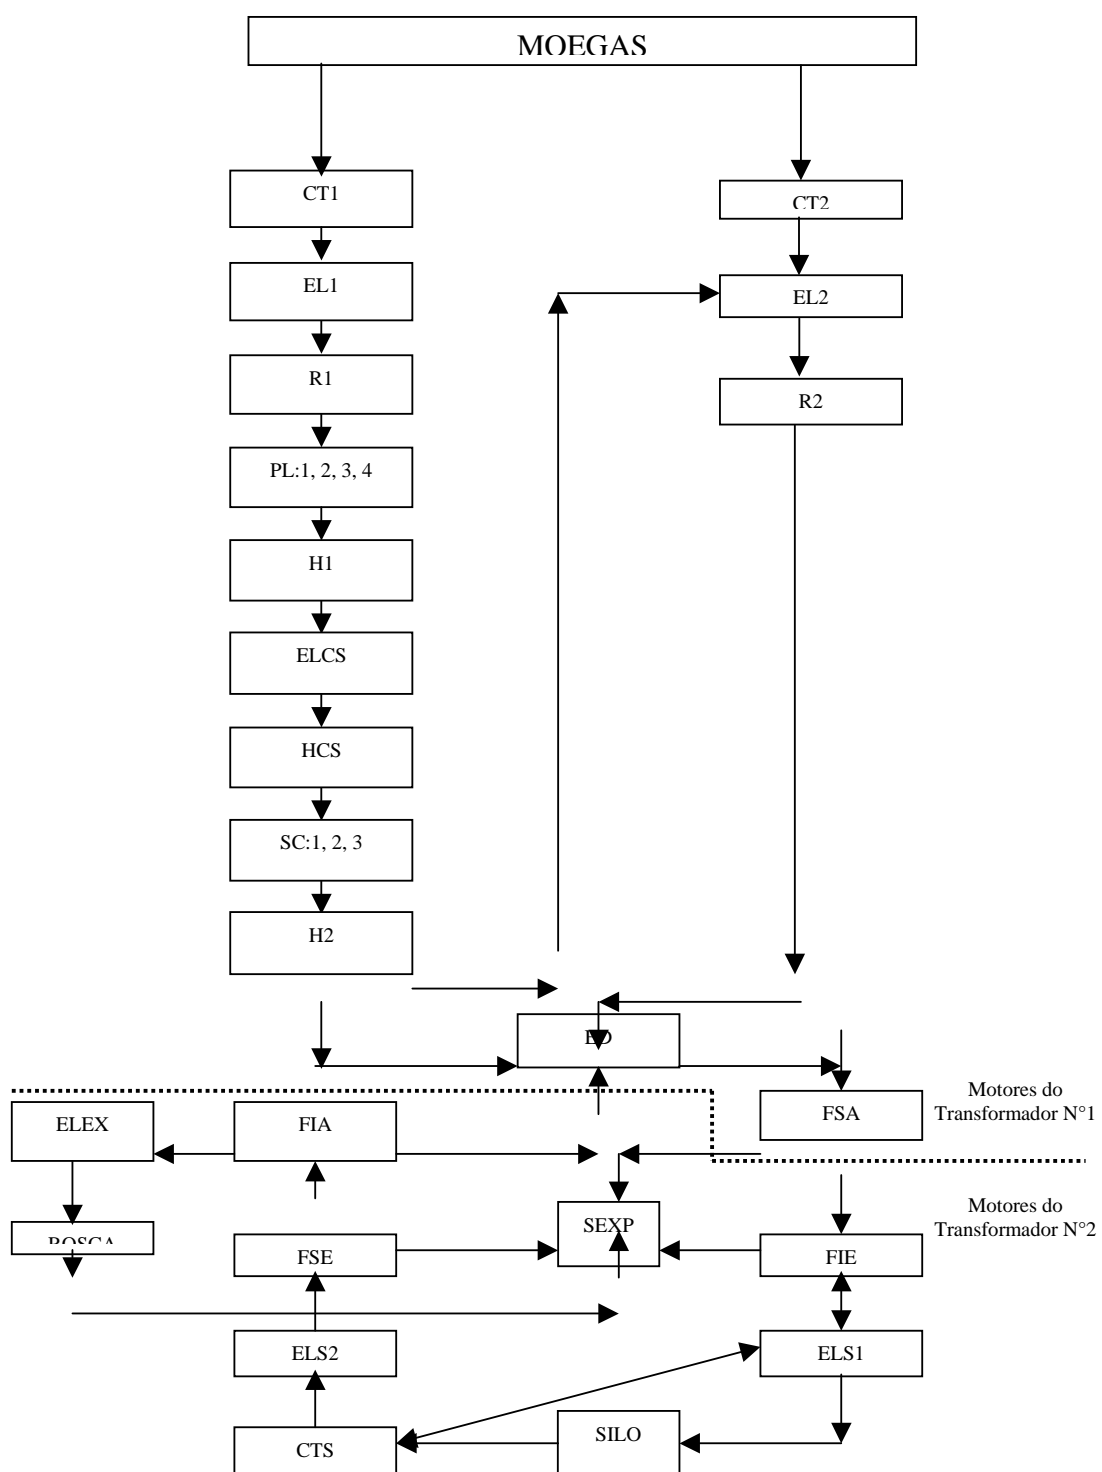 MOEGAS
CT1
CT2
EL1
EL2
R1
R2
PL:1, 2, 3, 4
H1
ELCS
HCS
SC:1, 2, 3
H2
Motores do
Transformador N°1
ELEX
FIA
FSA
Motores do
Transformador N°2
SEXP
ROSCA
FSE
FIE
ELS2
ELS1
SILO
CTS